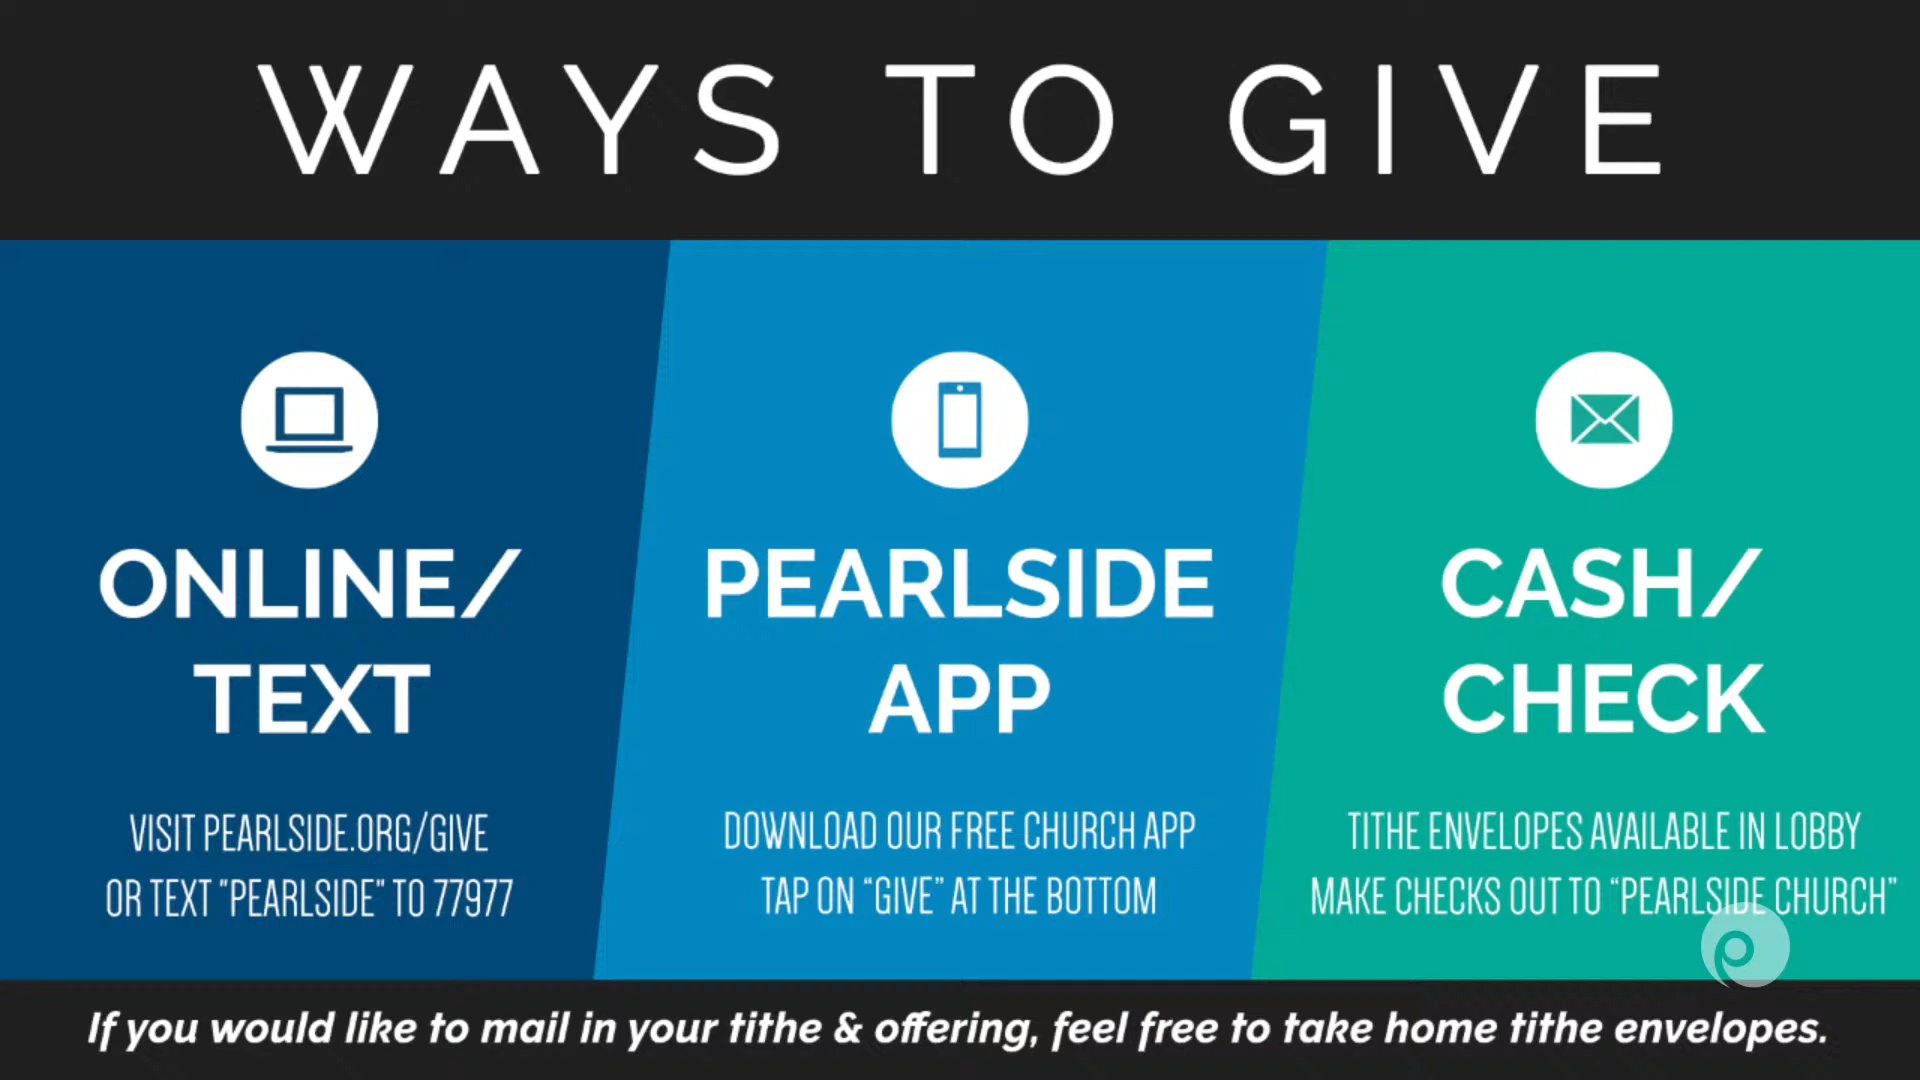 WAYS TO GIVE
ONLINE/
TEXT
VISIT PEARLSIDE.ORG/GIVE
OR TEXT "PEARLSIDE" TO 77977
PEARLSIDE
APP
DOWNLOAD OUR FREE CHURCH APP
TAP ON “GIVE” AT THE BOTTOM
CASH/
CHECK
TITHE ENVELOPES AVAILABLE IN LOBBY
MAKE CHECKS OUT TO “PEARLSIDE CHURCH”
If you would like to mail in your tithe & offering, feel free to take home tithe envelopes.